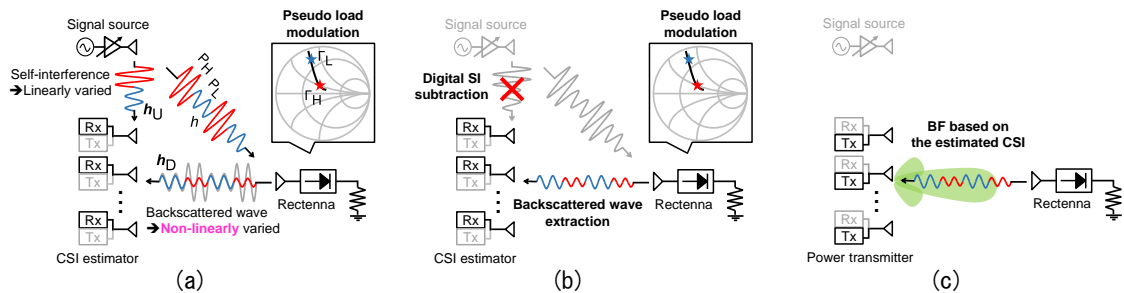 Signal source
Pseudo load
modulation
Γ_L
Γ_H
Self-interference
➔Linearly varied
P_H
P_L
h_U
h
Rx
Tx
h_D
Rx
Tx
Rectenna
Backscattered wave
➔Non-linearly varied
Rx
Tx
CSI estimator
(a)
Signal source
Pseudo load
modulation
Digital SI
subtraction
Rx
Tx
Rx
Tx
Rectenna
Backscattered wave
extraction
Rx
Tx
CSI estimator
(b)
Signal source
Rx
Tx
BF based on
the estimated CSI
Rx
Tx
Rectenna
Rx
Tx
Power transmitter
(c)